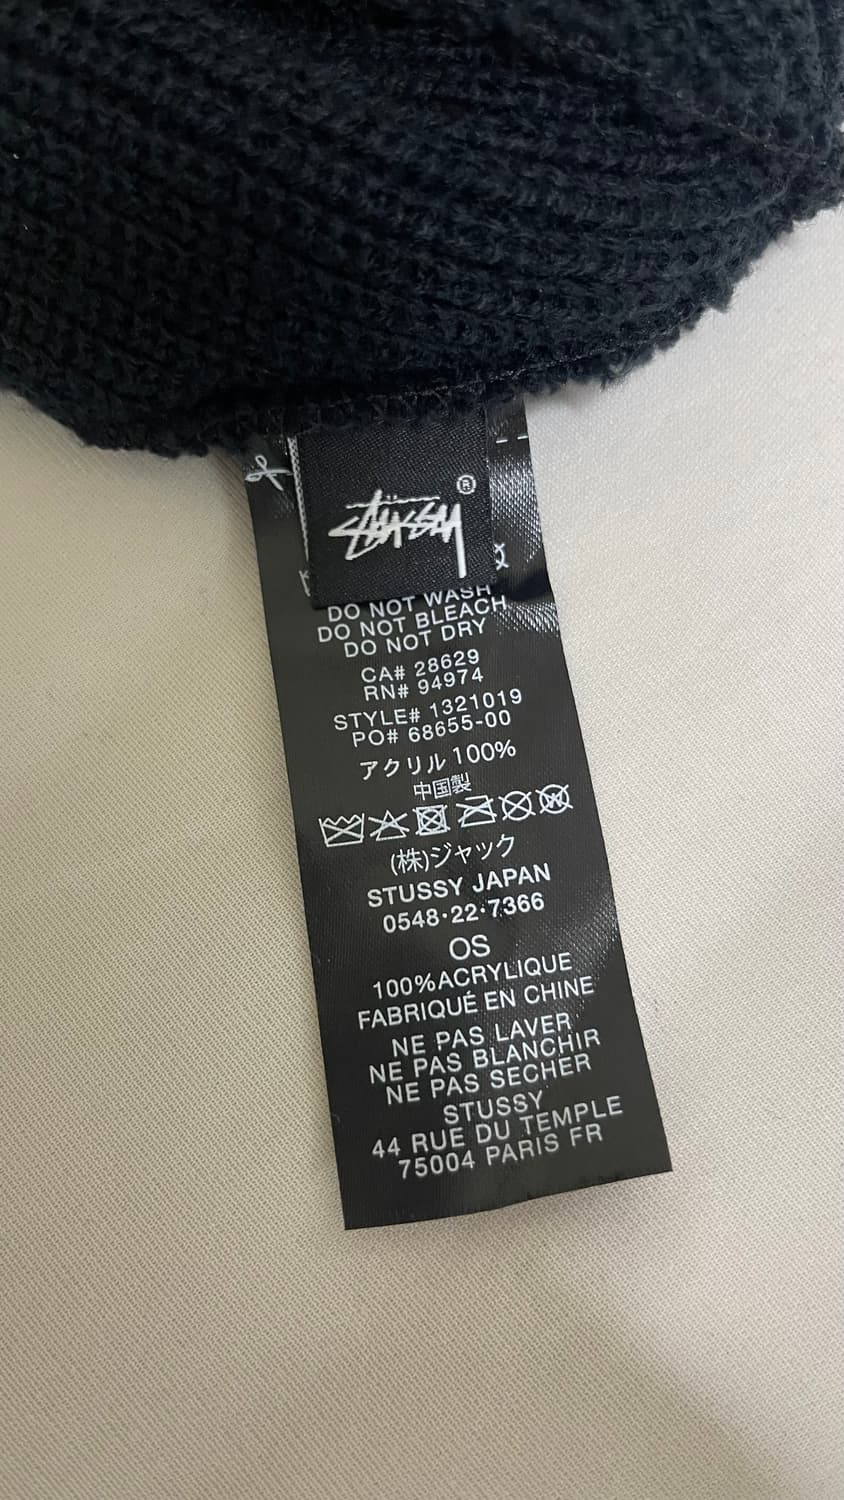 STÜSSY ®
DO NOT WASH
DO NOT BLEACH
DO NOT DRY
CA# 28629
RN# 94974
STYLE# 1321019
PO# 68655-00
アクリル 100%
中国製
(株)ジャック
STUSSY JAPAN
0548·22·7366
OS
100%ACRYLIQUE
FABRIQUÉ EN CHINE
NE PAS LAVER
NE PAS BLANCHIR
NE PAS SECHER
STUSSY
44 RUE DU TEMPLE
75004 PARIS FR